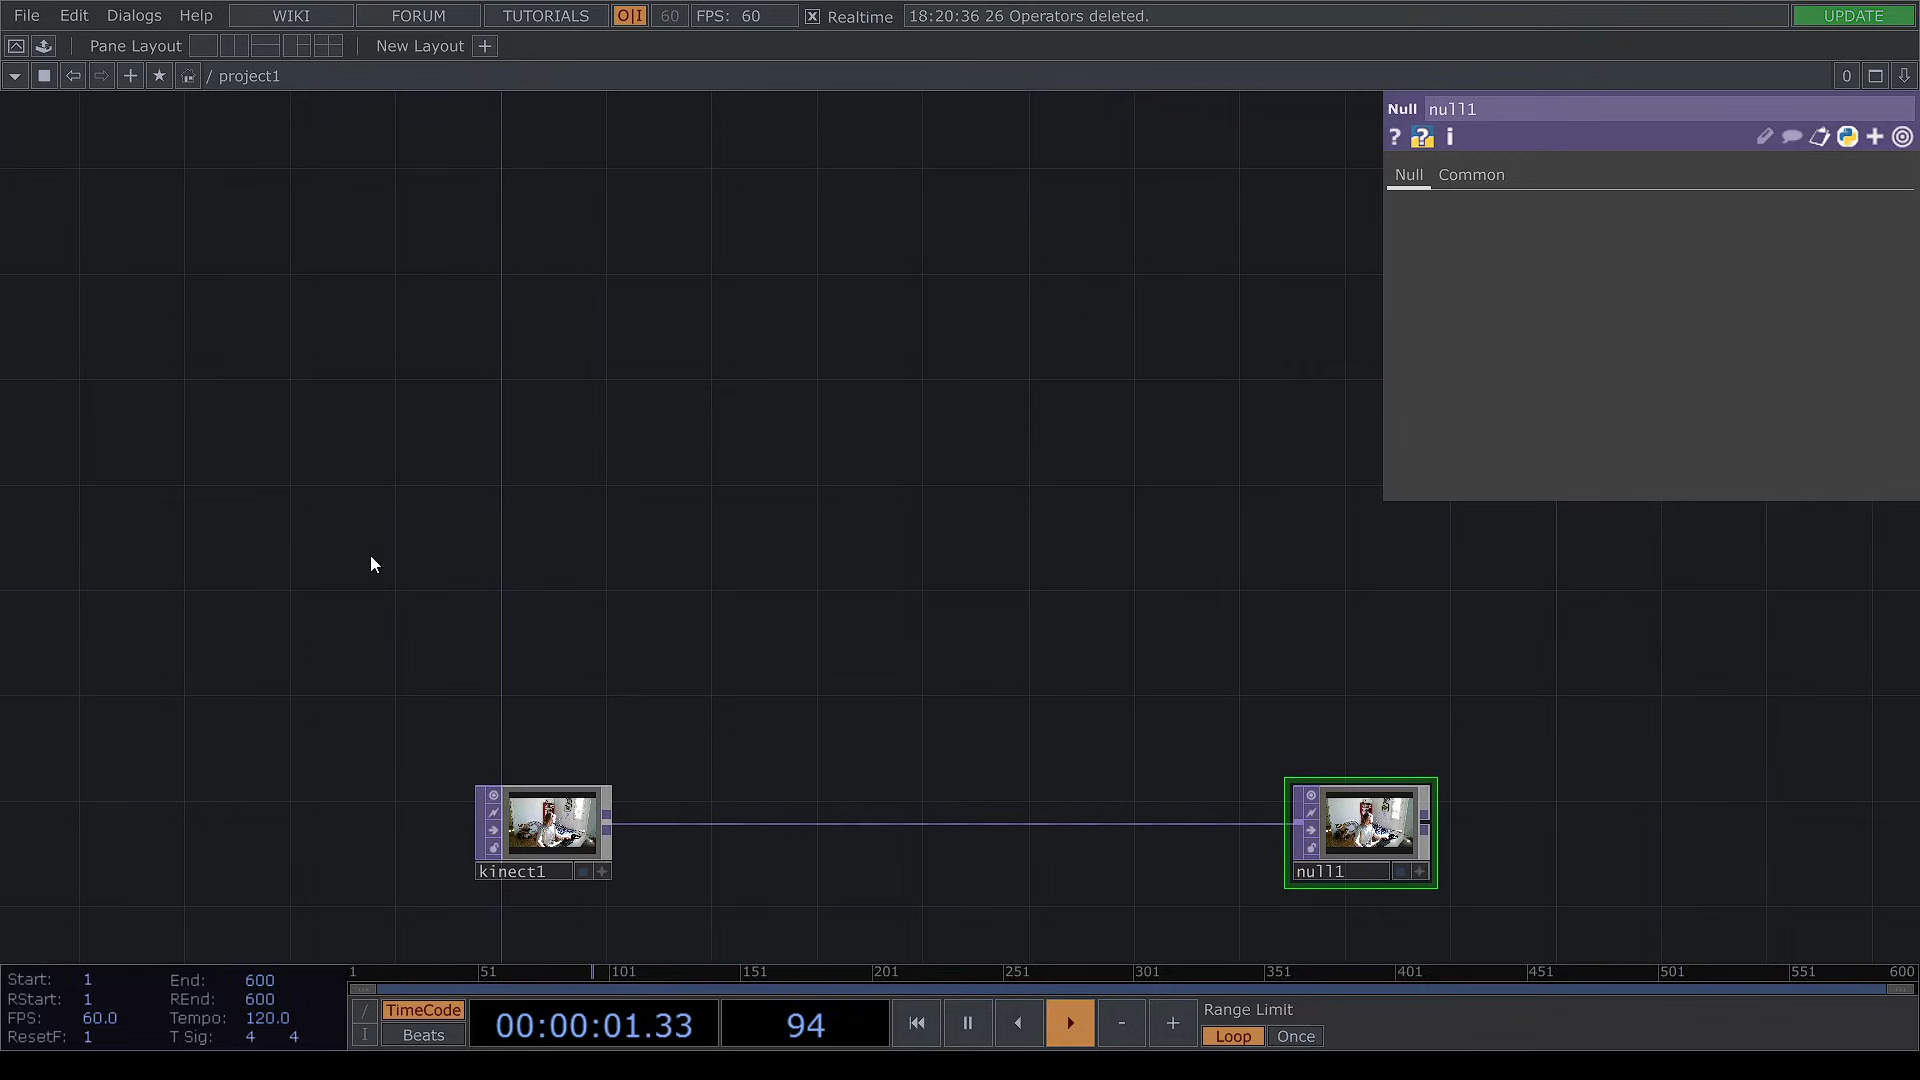 File Edit Dialogs Help WIKI FORUM TUTORIALS O|I 60 FPS: 60 X Realtime 18:20:36 26 Operators deleted. UPDATE
Pane Layout New Layout +
+ / project1 0
Null null1
? ? i
Null Common
kinect1
null1
1 51 101 151 201 251 301 351 401 451 501 551 600
Start: 1 End: 600
RStart: 1 REnd: 600
FPS: 60.0 Tempo: 120.0
ResetF: 1 T Sig: 4 4
/ TimeCode
I Beats
00:00:01.33 94 - +
Range Limit
Loop Once